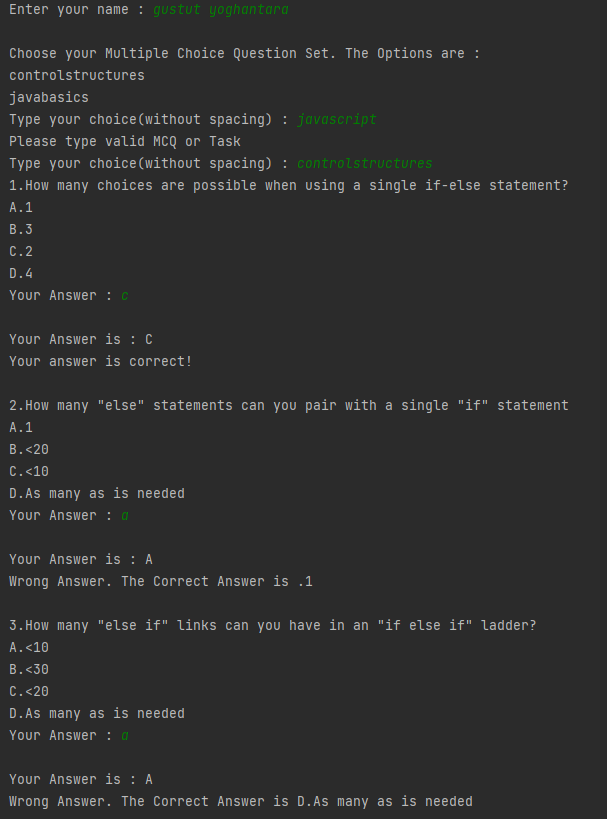 Enter your name : gustut yoghantara
Choose your Multiple Choice Question Set. The Options are :
controlstructures
javabasics
Type your choice(without spacing) : javascript
Please type valid MCQ or Task
Type your choice(without spacing) : controlstructures
1.How many choices are possible when using a single if-else statement?
A.1
B.3
C.2
D.4
Your Answer : c
Your Answer is : C
Your answer is correct!
2.How many "else" statements can you pair with a single "if" statement
A.1
B.<20
C.<10
D.As many as is needed
Your Answer : a
Your Answer is : A
Wrong Answer. The Correct Answer is .1
3.How many "else if" links can you have in an "if else if" ladder?
A.<10
B.<30
C.<20
D.As many as is needed
Your Answer : a
Your Answer is : A
Wrong Answer. The Correct Answer is D.As many as is needed